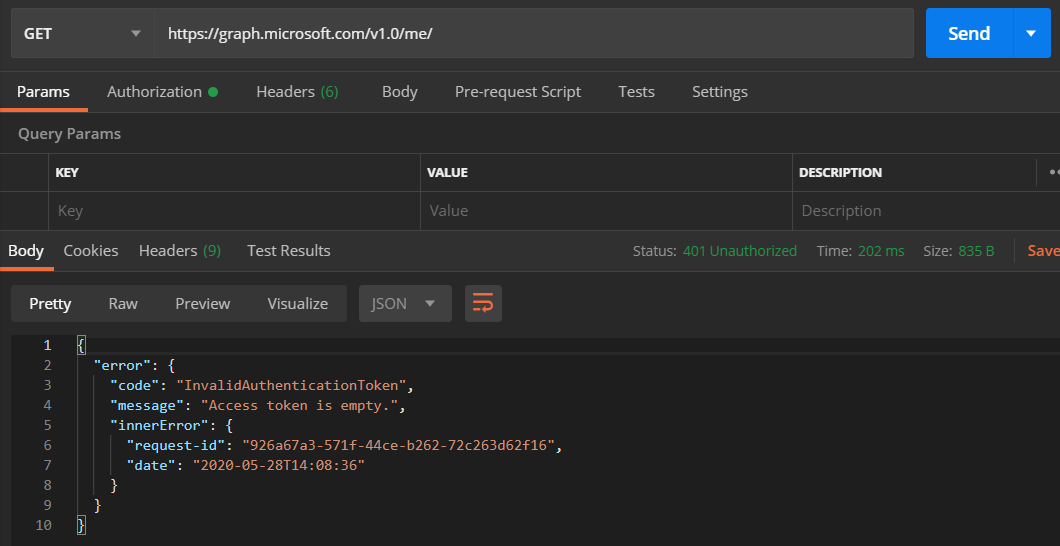 GET https://graph.microsoft.com/v1.0/me/ Send
Params Authorization Headers (6) Body Pre-request Script Tests Settings
Query Params
KEY VALUE DESCRIPTION
Key Value Description
Body Cookies Headers (9) Test Results Status: 401 Unauthorized Time: 202 ms Size: 835 B Save
Pretty Raw Preview Visualize JSON
1 {
2 "error": {
3 "code": "InvalidAuthenticationToken",
4 "message": "Access token is empty.",
5 "innerError": {
6 "request-id": "926a67a3-571f-44ce-b262-72c263d62f16",
7 "date": "2020-05-28T14:08:36"
8 }
9 }
10 }